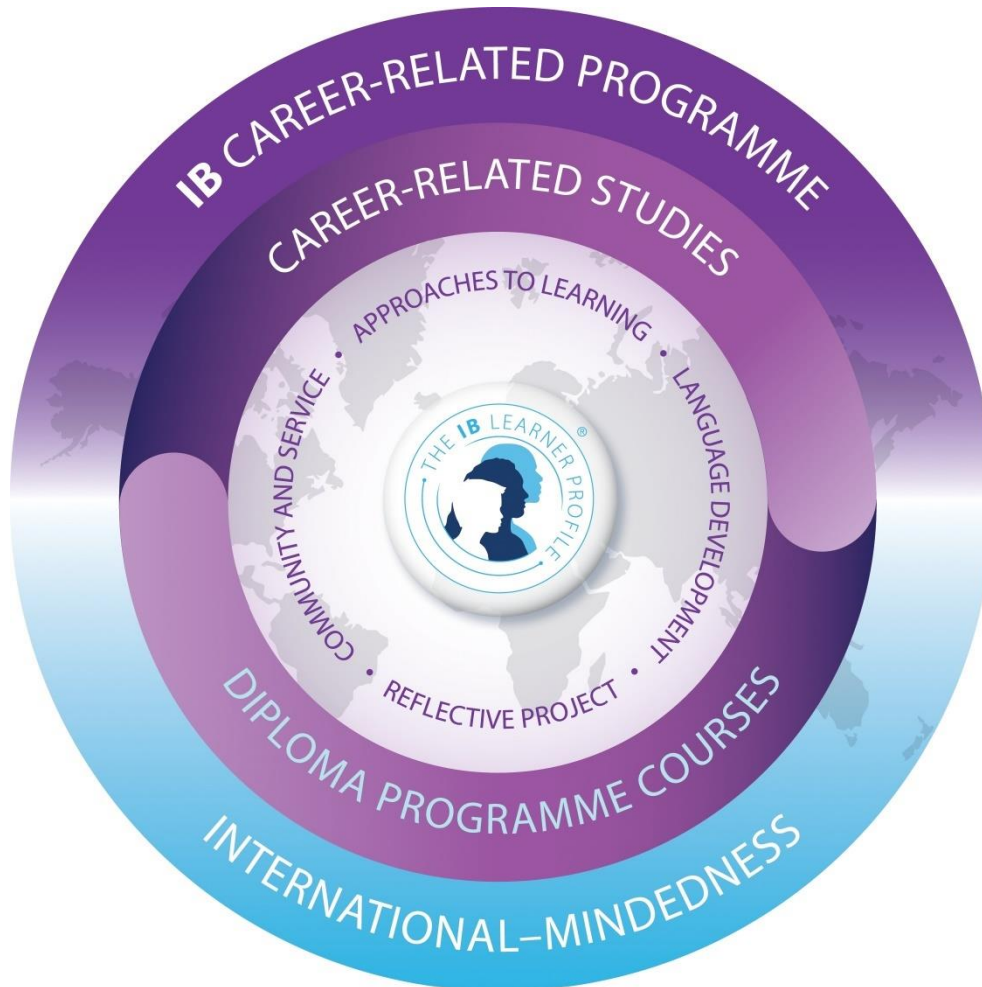 IB CAREER-RELATED PROGRAMME
CAREER-RELATED STUDIES
• APPROACHES TO LEARNING •
LANGUAGE DEVELOPMENT •
REFLECTIVE PROJECT •
COMMUNITY AND SERVICE
THE IB LEARNER PROFILE ®
DIPLOMA PROGRAMME COURSES
INTERNATIONAL–MINDEDNESS